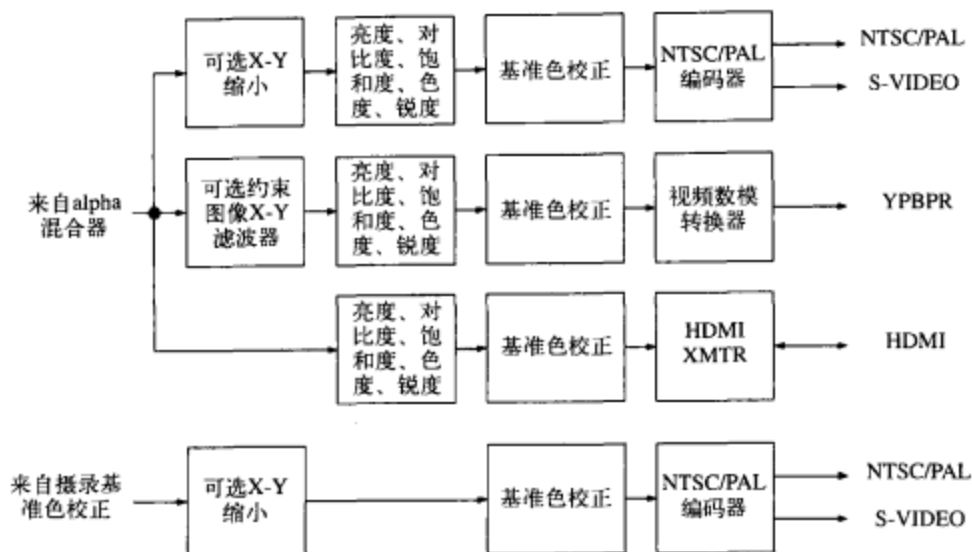 可选X-Y
缩小
亮度、对
比度、饱
和度、色
度、锐度
基准色校正
NTSC/PAL
编码器
NTSC/PAL
S-VIDEO
来自alpha
混合器
可选约束
图像X-Y
滤波器
亮度、对
比度、饱
和度、色
度、锐度
基准色校正
视频数模
转换器
YPBPR
亮度、对
比度、饱
和度、色
度、锐度
基准色校正
HDMI
XMTR
HDMI
来自摄录基
准色校正
可选X-Y
缩小
基准色校正
NTSC/PAL
编码器
NTSC/PAL
S-VIDEO